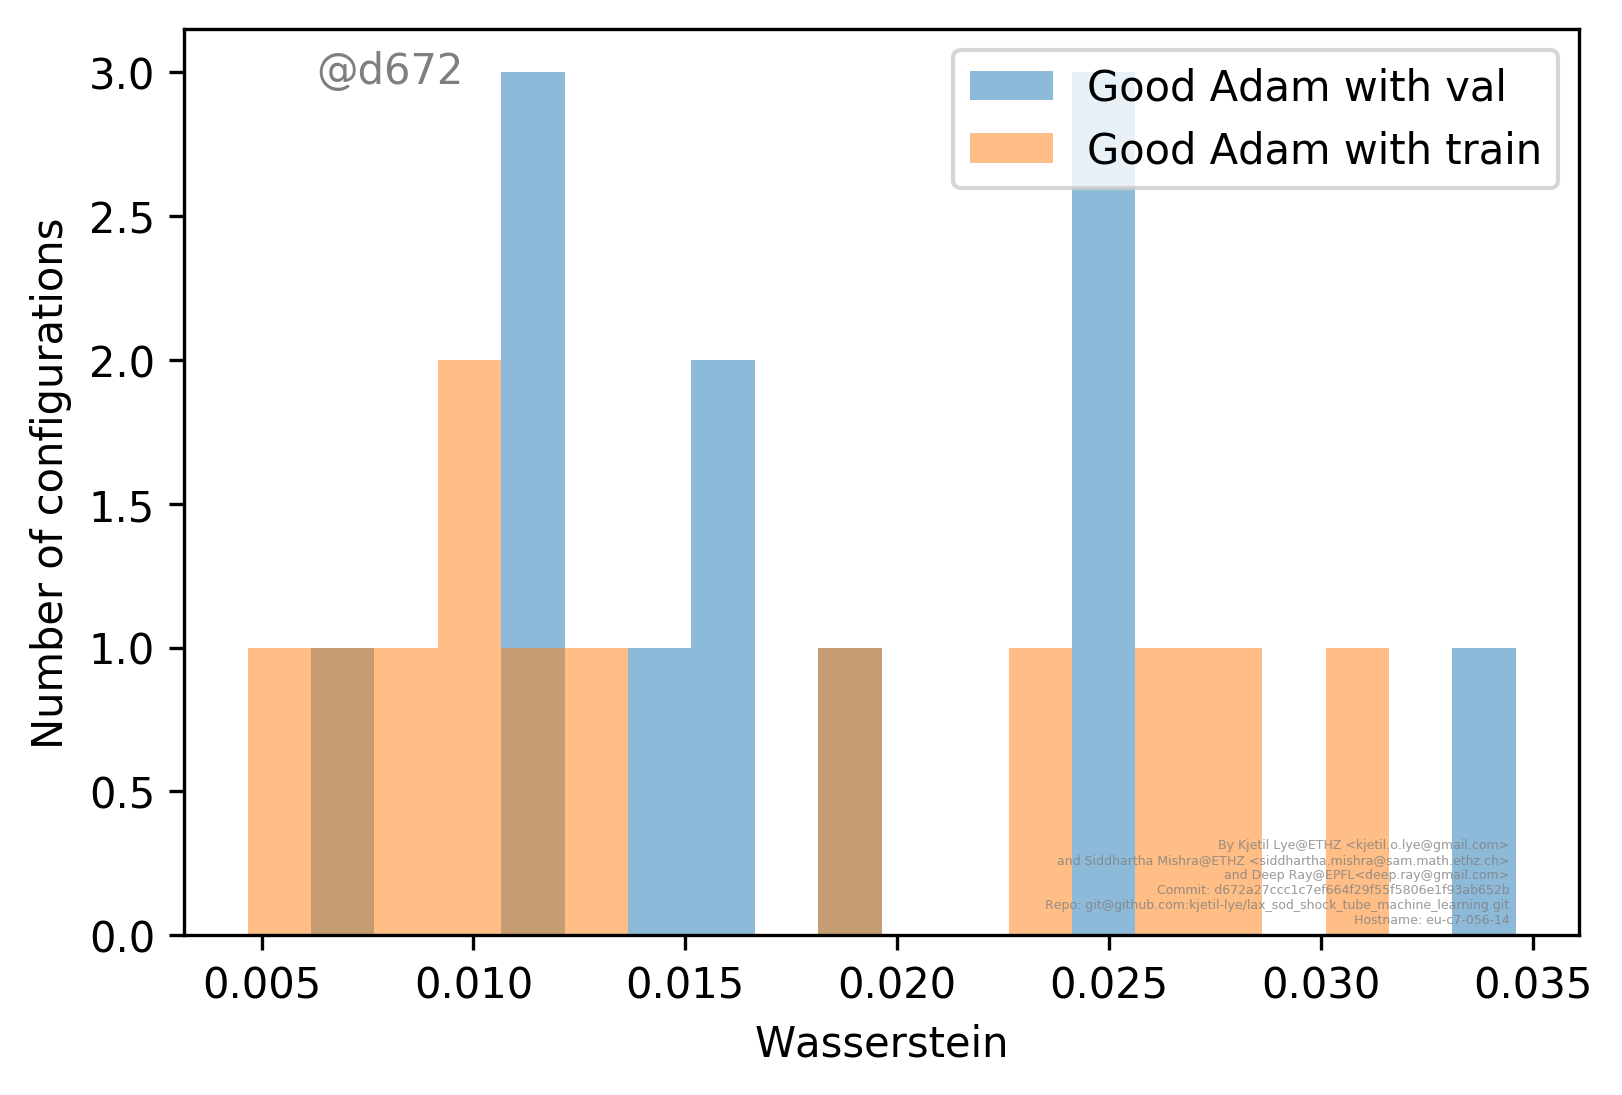 @d672
Good Adam with val
Good Adam with train
3.0
2.5
2.0
1.5
1.0
0.5
0.0
Number of configurations
By Kjetil Lye@ETHZ <kjetil.o.lye@gmail.com>
and Siddhartha Mishra@ETHZ <siddhartha.mishra@sam.math.ethz.ch>
and Deep Ray@EPFL<deep.ray@gmail.com>
Commit: d672a27ccc1c7ef664f29f55f5806e1f93ab652b
Repo: git@github.com:kjetil-lye/lax_sod_shock_tube_machine_learning.git
Hostname: eu-c7-056-14
0.005 0.010 0.015 0.020 0.025 0.030 0.035
Wasserstein